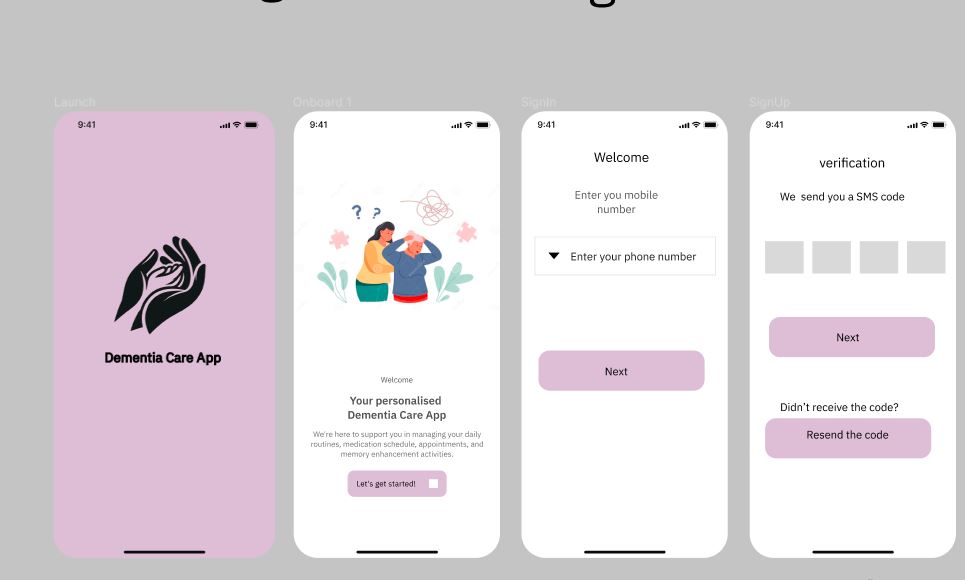 Launch
9:41
Dementia Care App
Onboard 1
9:41
? ?
Welcome
Your personalised
Dementia Care App
We're here to support you in managing your daily
routines, medication schedule, appointments, and
memory enhancement activities.
Let's get started!
SignIn
9:41
Welcome
Enter you mobile
number
Enter your phone number
Next
SignUp
9:41
verification
We send you a SMS code
Next
Didn't receive the code?
Resend the code